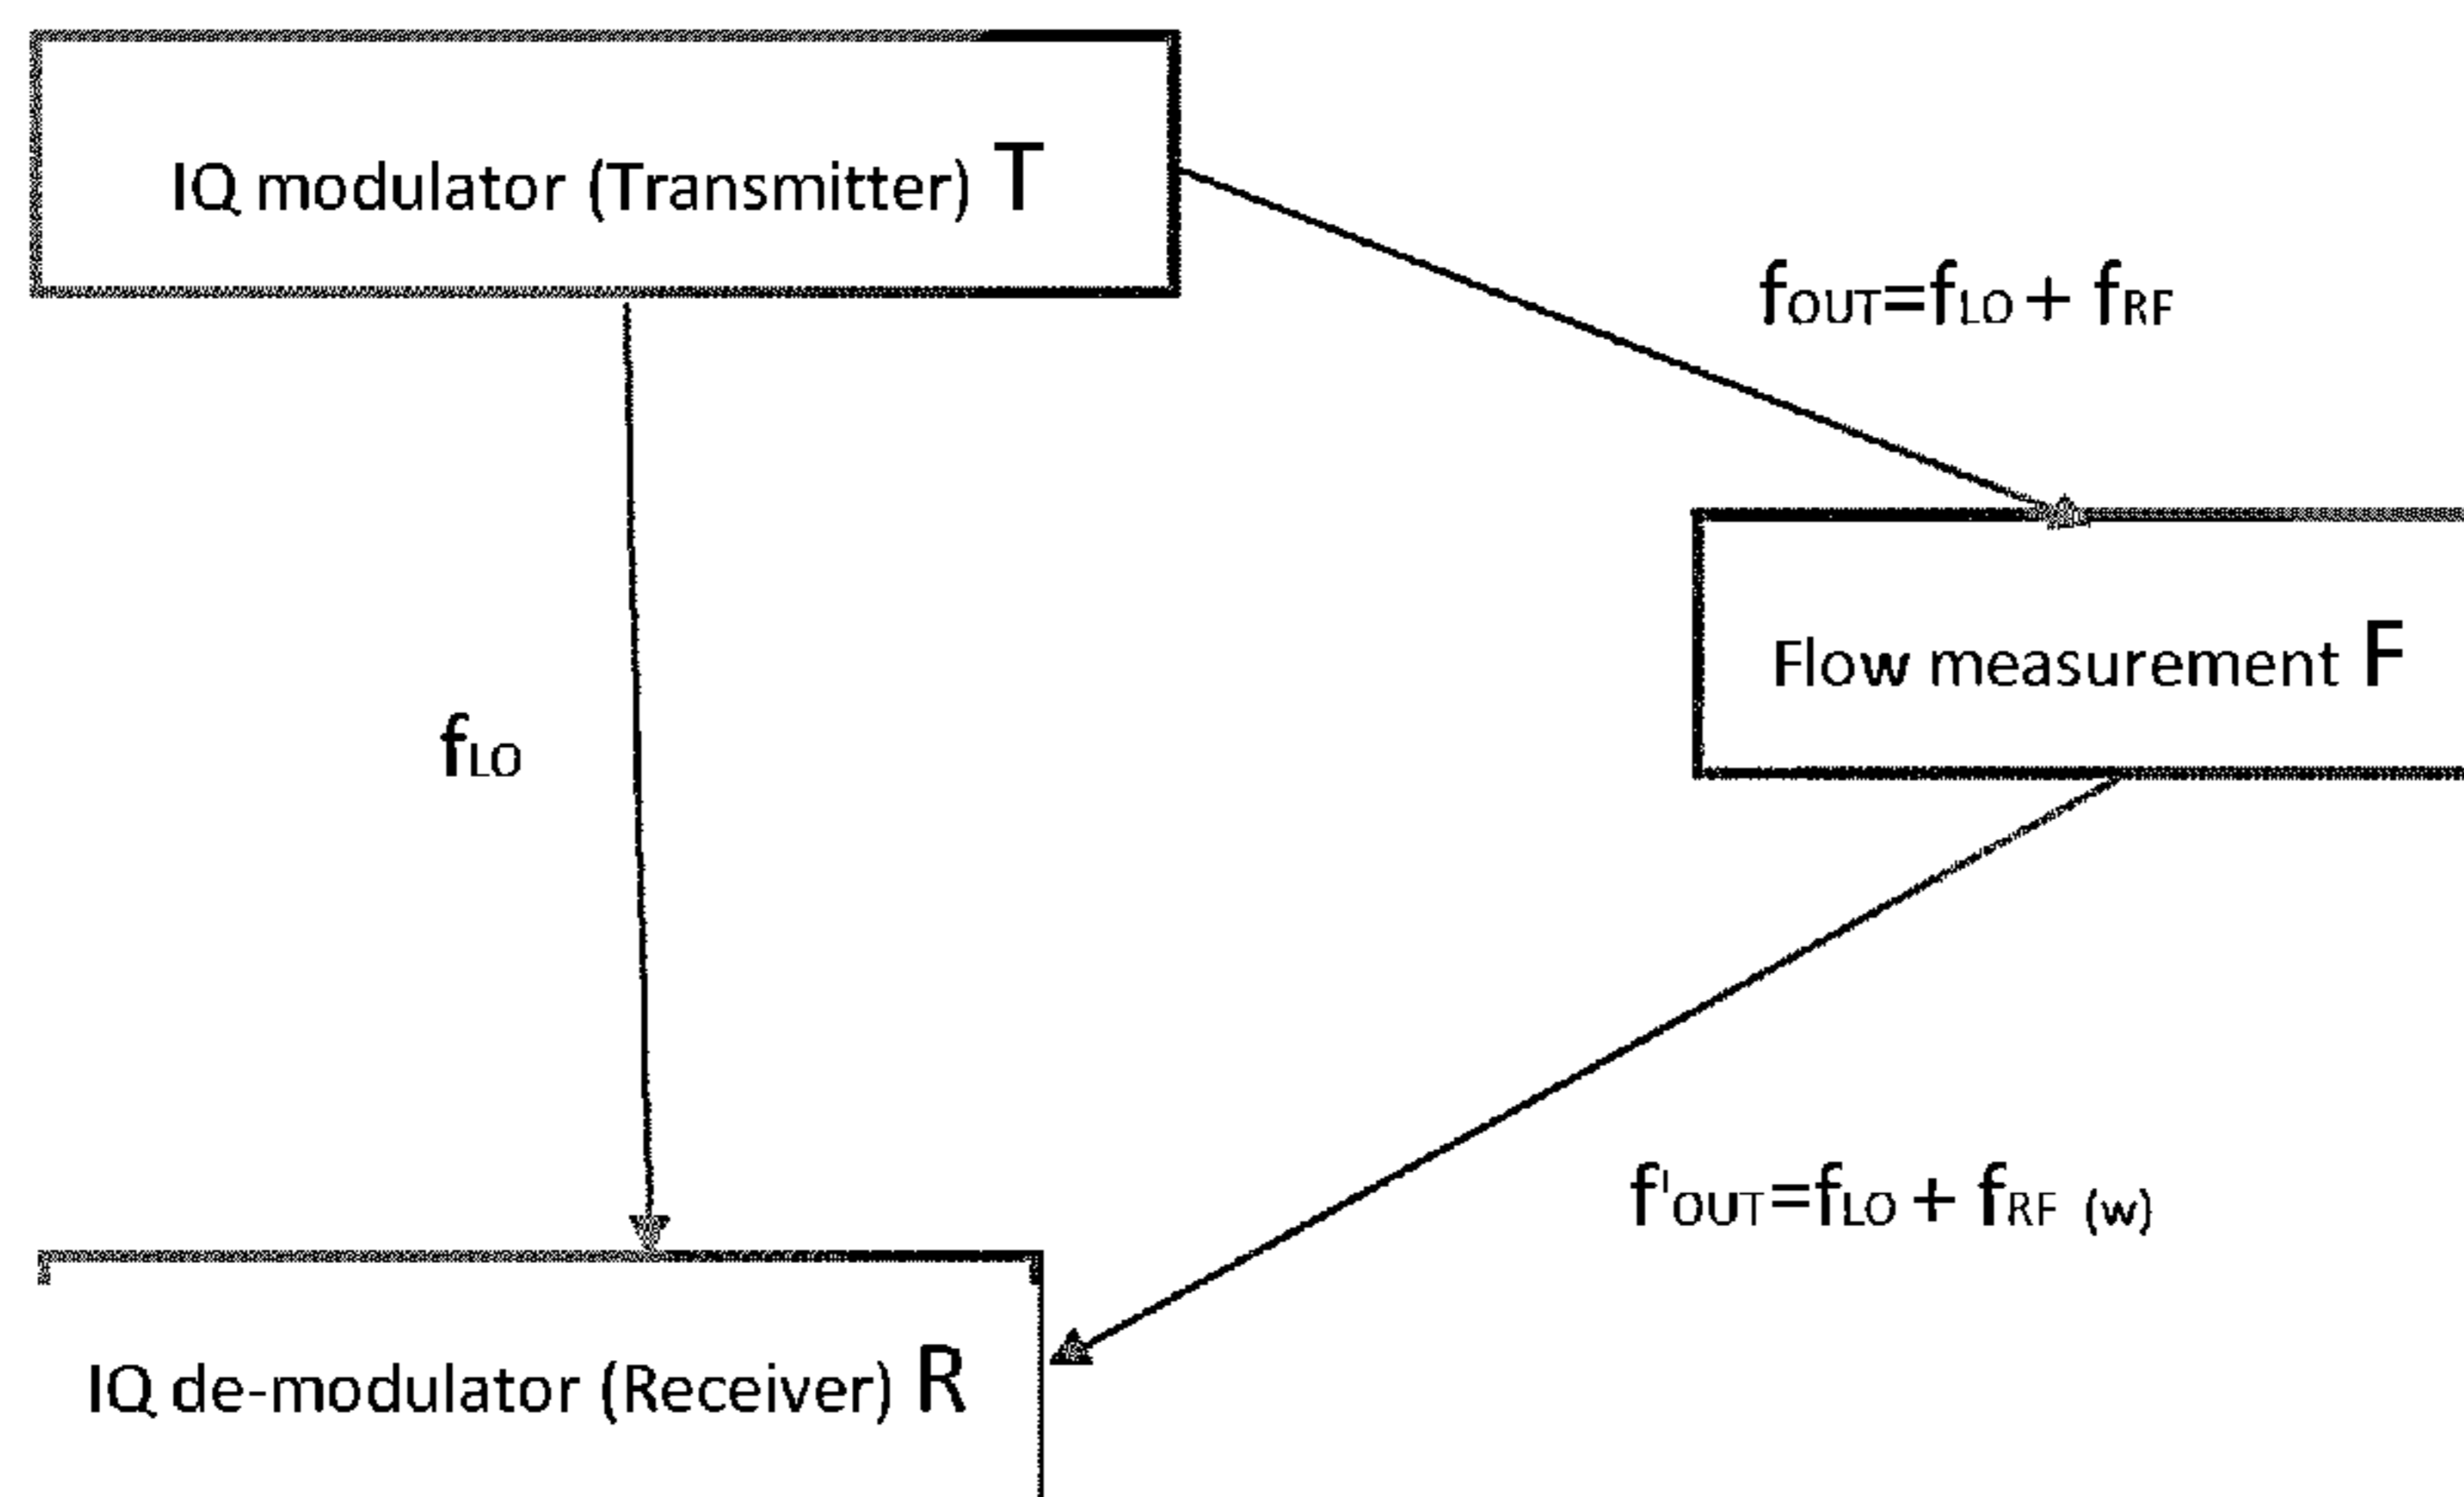 IQ modulator (Transmitter) T
fOUT=fLO + fRF
Flow measurement F
fLO
f'OUT=fLO + fRF (w)
IQ de-modulator (Receiver) R